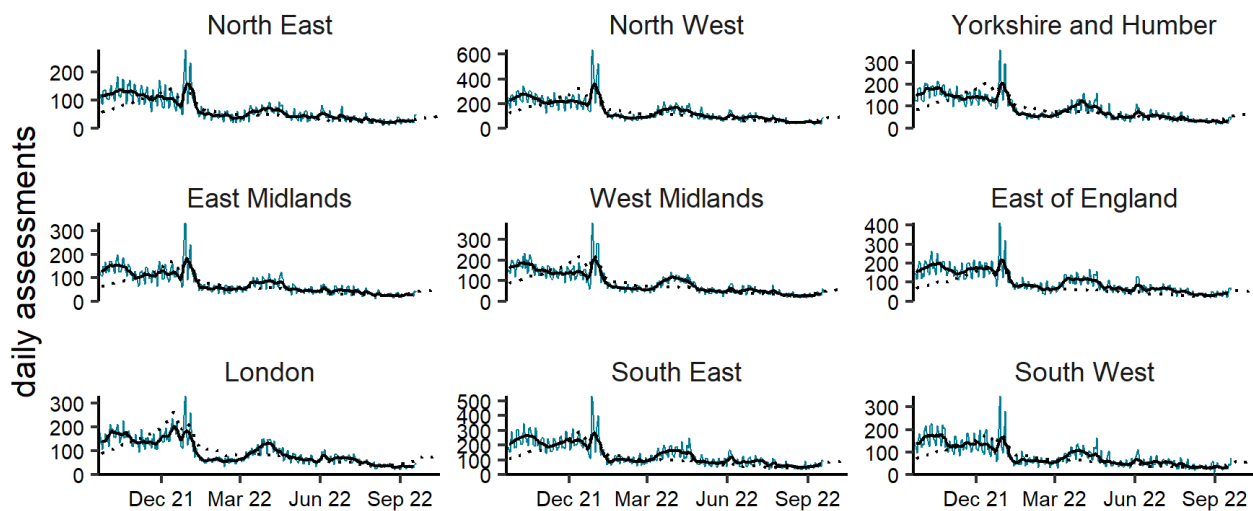 North East
North West
Yorkshire and Humber
200
100
0
600
400
200
0
300
200
100
0
East Midlands
West Midlands
East of England
300
200
100
0
300
200
100
0
400
300
200
100
0
London
South East
South West
300
200
100
0
500
400
300
200
100
0
300
200
100
0
Dec 21 Mar 22 Jun 22 Sep 22
Dec 21 Mar 22 Jun 22 Sep 22
Dec 21 Mar 22 Jun 22 Sep 22
daily assessments